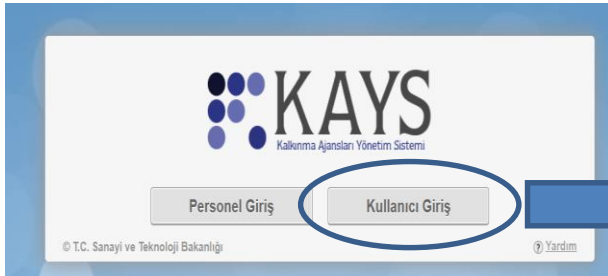 KAYS
Kalkınma Ajansları Yönetim Sistemi
Personel Giriş
Kullanıcı Giriş
© T.C. Sanayi ve Teknoloji Bakanlığı
? Yardım